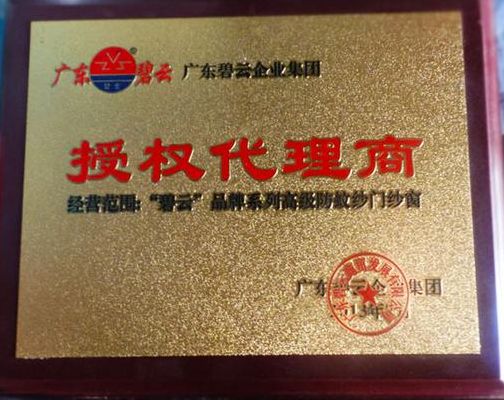 广东 碧云 广东碧云企业集团
授权代理商
经营范围:“碧云”品牌系列高级防蚊纱门纱窗
广东碧云企业集团